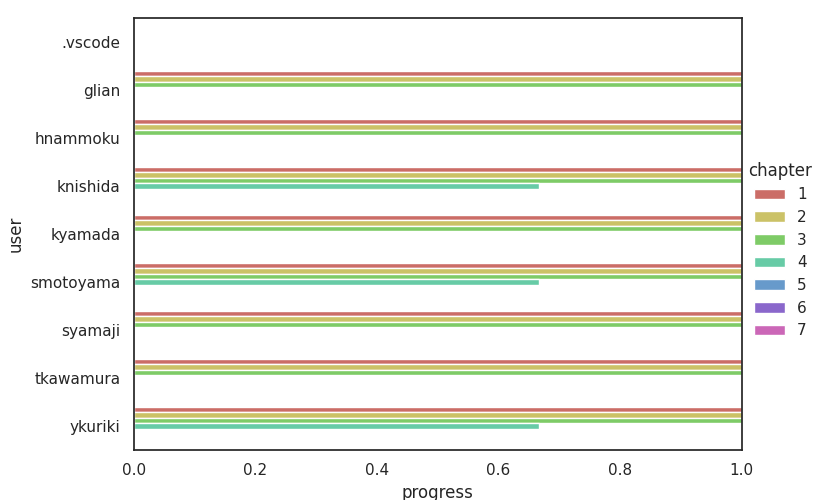 .vscode
glian
hnammoku
knishida
kyamada
smotoyama
syamaji
tkawamura
ykuriki
user
0.0 0.2 0.4 0.6 0.8 1.0
progress
chapter
1
2
3
4
5
6
7